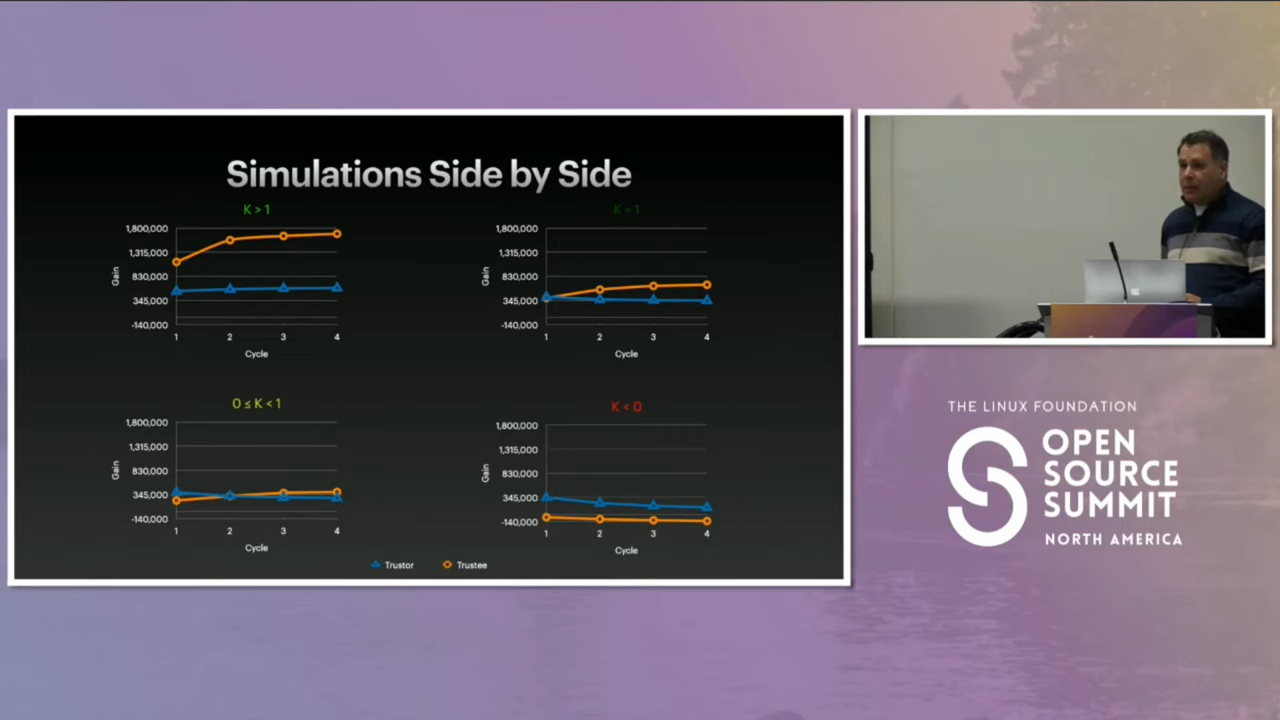 Simulations Side by Side
K > 1
1,800,000
1,315,000
830,000
345,000
-140,000
Gain
1 2 3 4
Cycle
K = 1
1,800,000
1,315,000
830,000
345,000
-140,000
Gain
1 2 3 4
Cycle
0 ≤ K < 1
1,800,000
1,315,000
830,000
345,000
-140,000
Gain
1 2 3 4
Cycle
K < 0
1,800,000
1,315,000
830,000
345,000
-140,000
Gain
1 2 3 4
Cycle
Trustor
Trustee
THE LINUX FOUNDATION
OPEN
SOURCE
SUMMIT
NORTH AMERICA